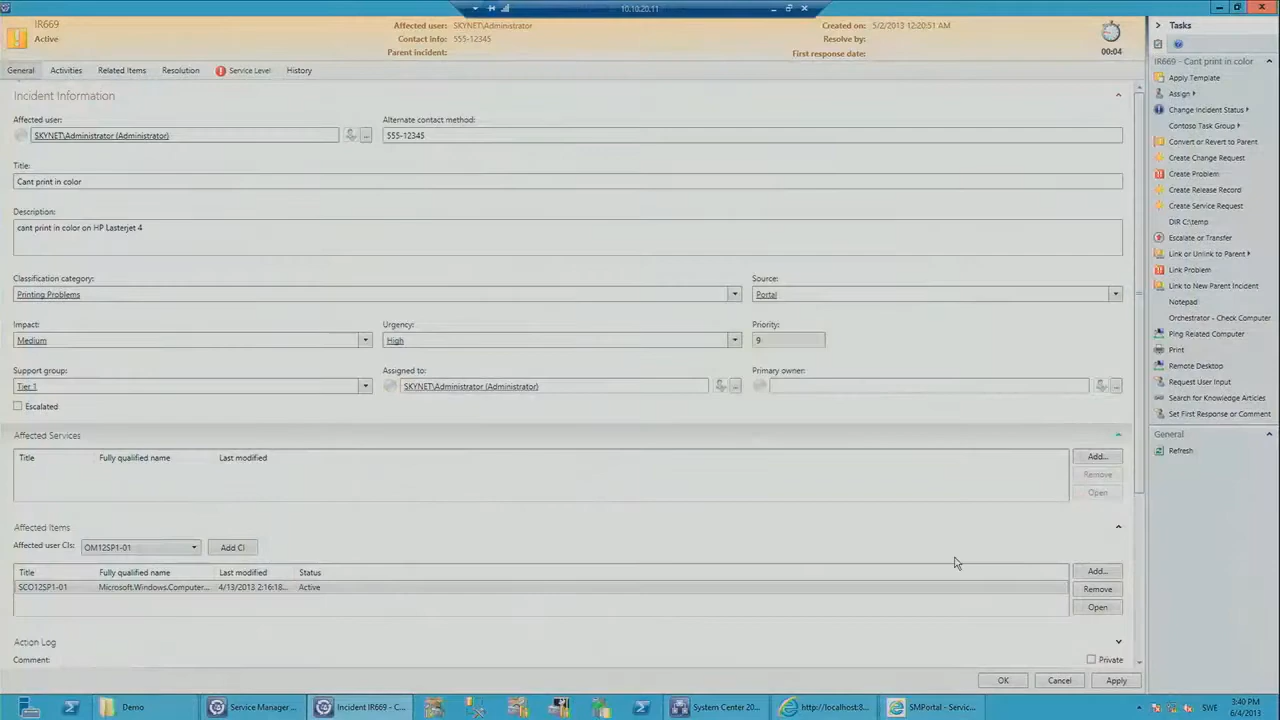 10.10.20.11
IR669
Active
Affected user: SKYNET\Administrator
Contact info: 555-12345
Parent incident:
Created on: 5/2/2013 12:20:51 AM
Resolve by:
First response date:
00:04
General Activities Related Items Resolution Service Level History
Incident Information
Affected user:
SKYNET\Administrator (Administrator)
...
Alternate contact method:
555-12345
Title:
Cant print in color
Description:
cant print in color on HP Lasterjet 4
Classification category:
Printing Problems
Source:
Portal
Impact:
Medium
Urgency:
High
Priority:
9
Support group:
Tier 1
Assigned to:
SKYNET\Administrator (Administrator)
...
Primary owner:
...
Escalated
Affected Services
Title Fully qualified name Last modified
Add...
Remove
Open
Affected Items
Affected user CIs: OM12SP1-01 Add CI
Title Fully qualified name Last modified Status
SCO12SP1-01 Microsoft.Windows.Computer... 4/13/2013 2:16:18... Active
Add...
Remove
Open
Action Log
Comment:
Private
OK Cancel Apply
Tasks
IR669 - Cant print in color
Apply Template
Assign
Change Incident Status
Contoso Task Group
Convert or Revert to Parent
Create Change Request
Create Problem
Create Release Record
Create Service Request
DIR C:\temp
Escalate or Transfer
Link or Unlink to Parent
Link Problem
Link to New Parent Incident
Notepad
Orchestrator - Check Computer
Ping Related Computer
Print
Remote Desktop
Request User Input
Search for Knowledge Articles
Set First Response or Comment
General
Refresh
Demo
Service Manager ...
Incident IR669 - C...
System Center 20...
http://localhost:8...
SMPortal - Servic...
SWE
3:40 PM
6/4/2013